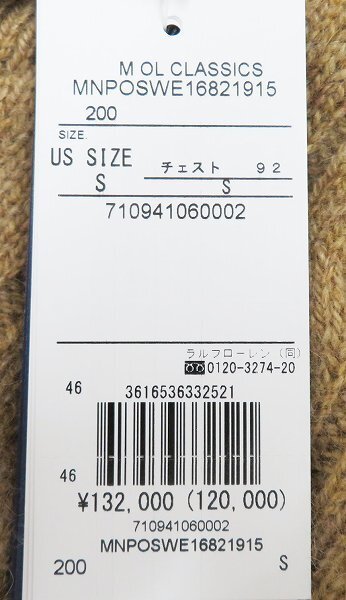 M OL CLASSICS
MNPOSWE16821915
200
SIZE.
US SIZE チェスト 92
S S
710941060002
ラルフローレン(同)
0120-3274-20
46 3616536332521
46
¥132,000 (120,000)
710941060002
MNPOSWE16821915
200 S